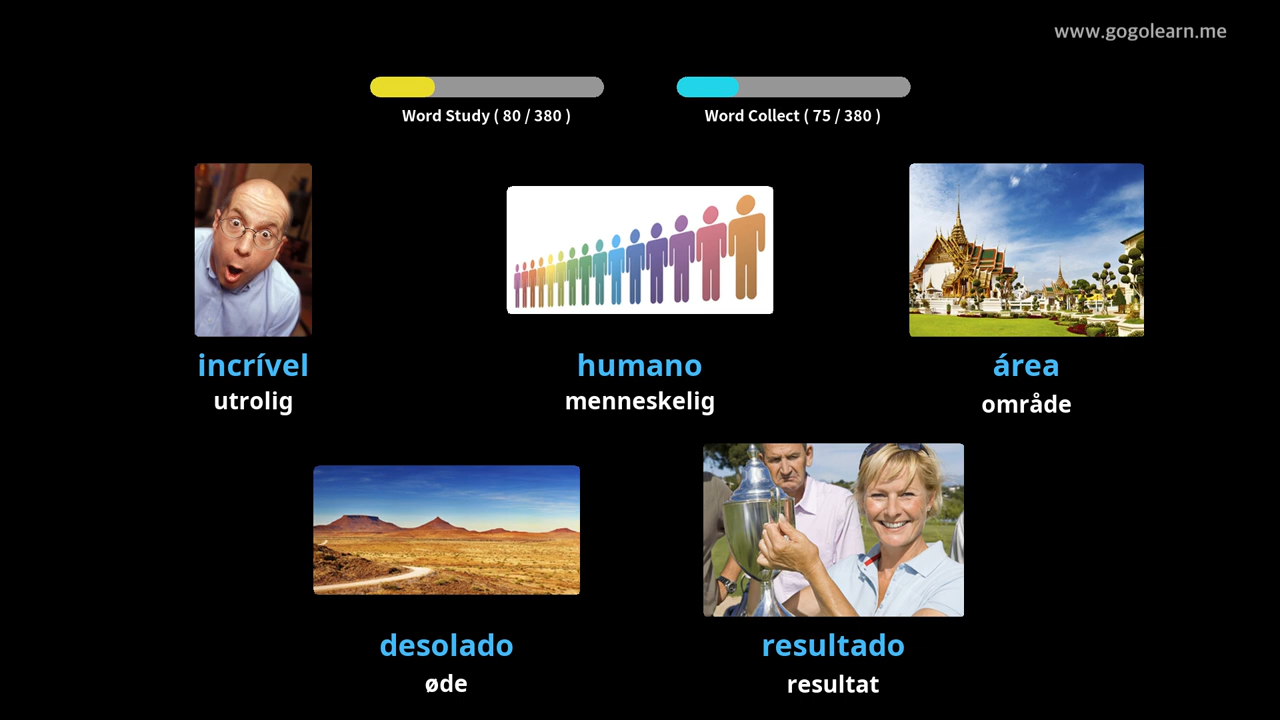 www.gogolearn.me
Word Study ( 80 / 380 )
Word Collect ( 75 / 380 )
incrível
utrolig
humano
menneskelig
área
område
desolado
øde
resultado
resultat